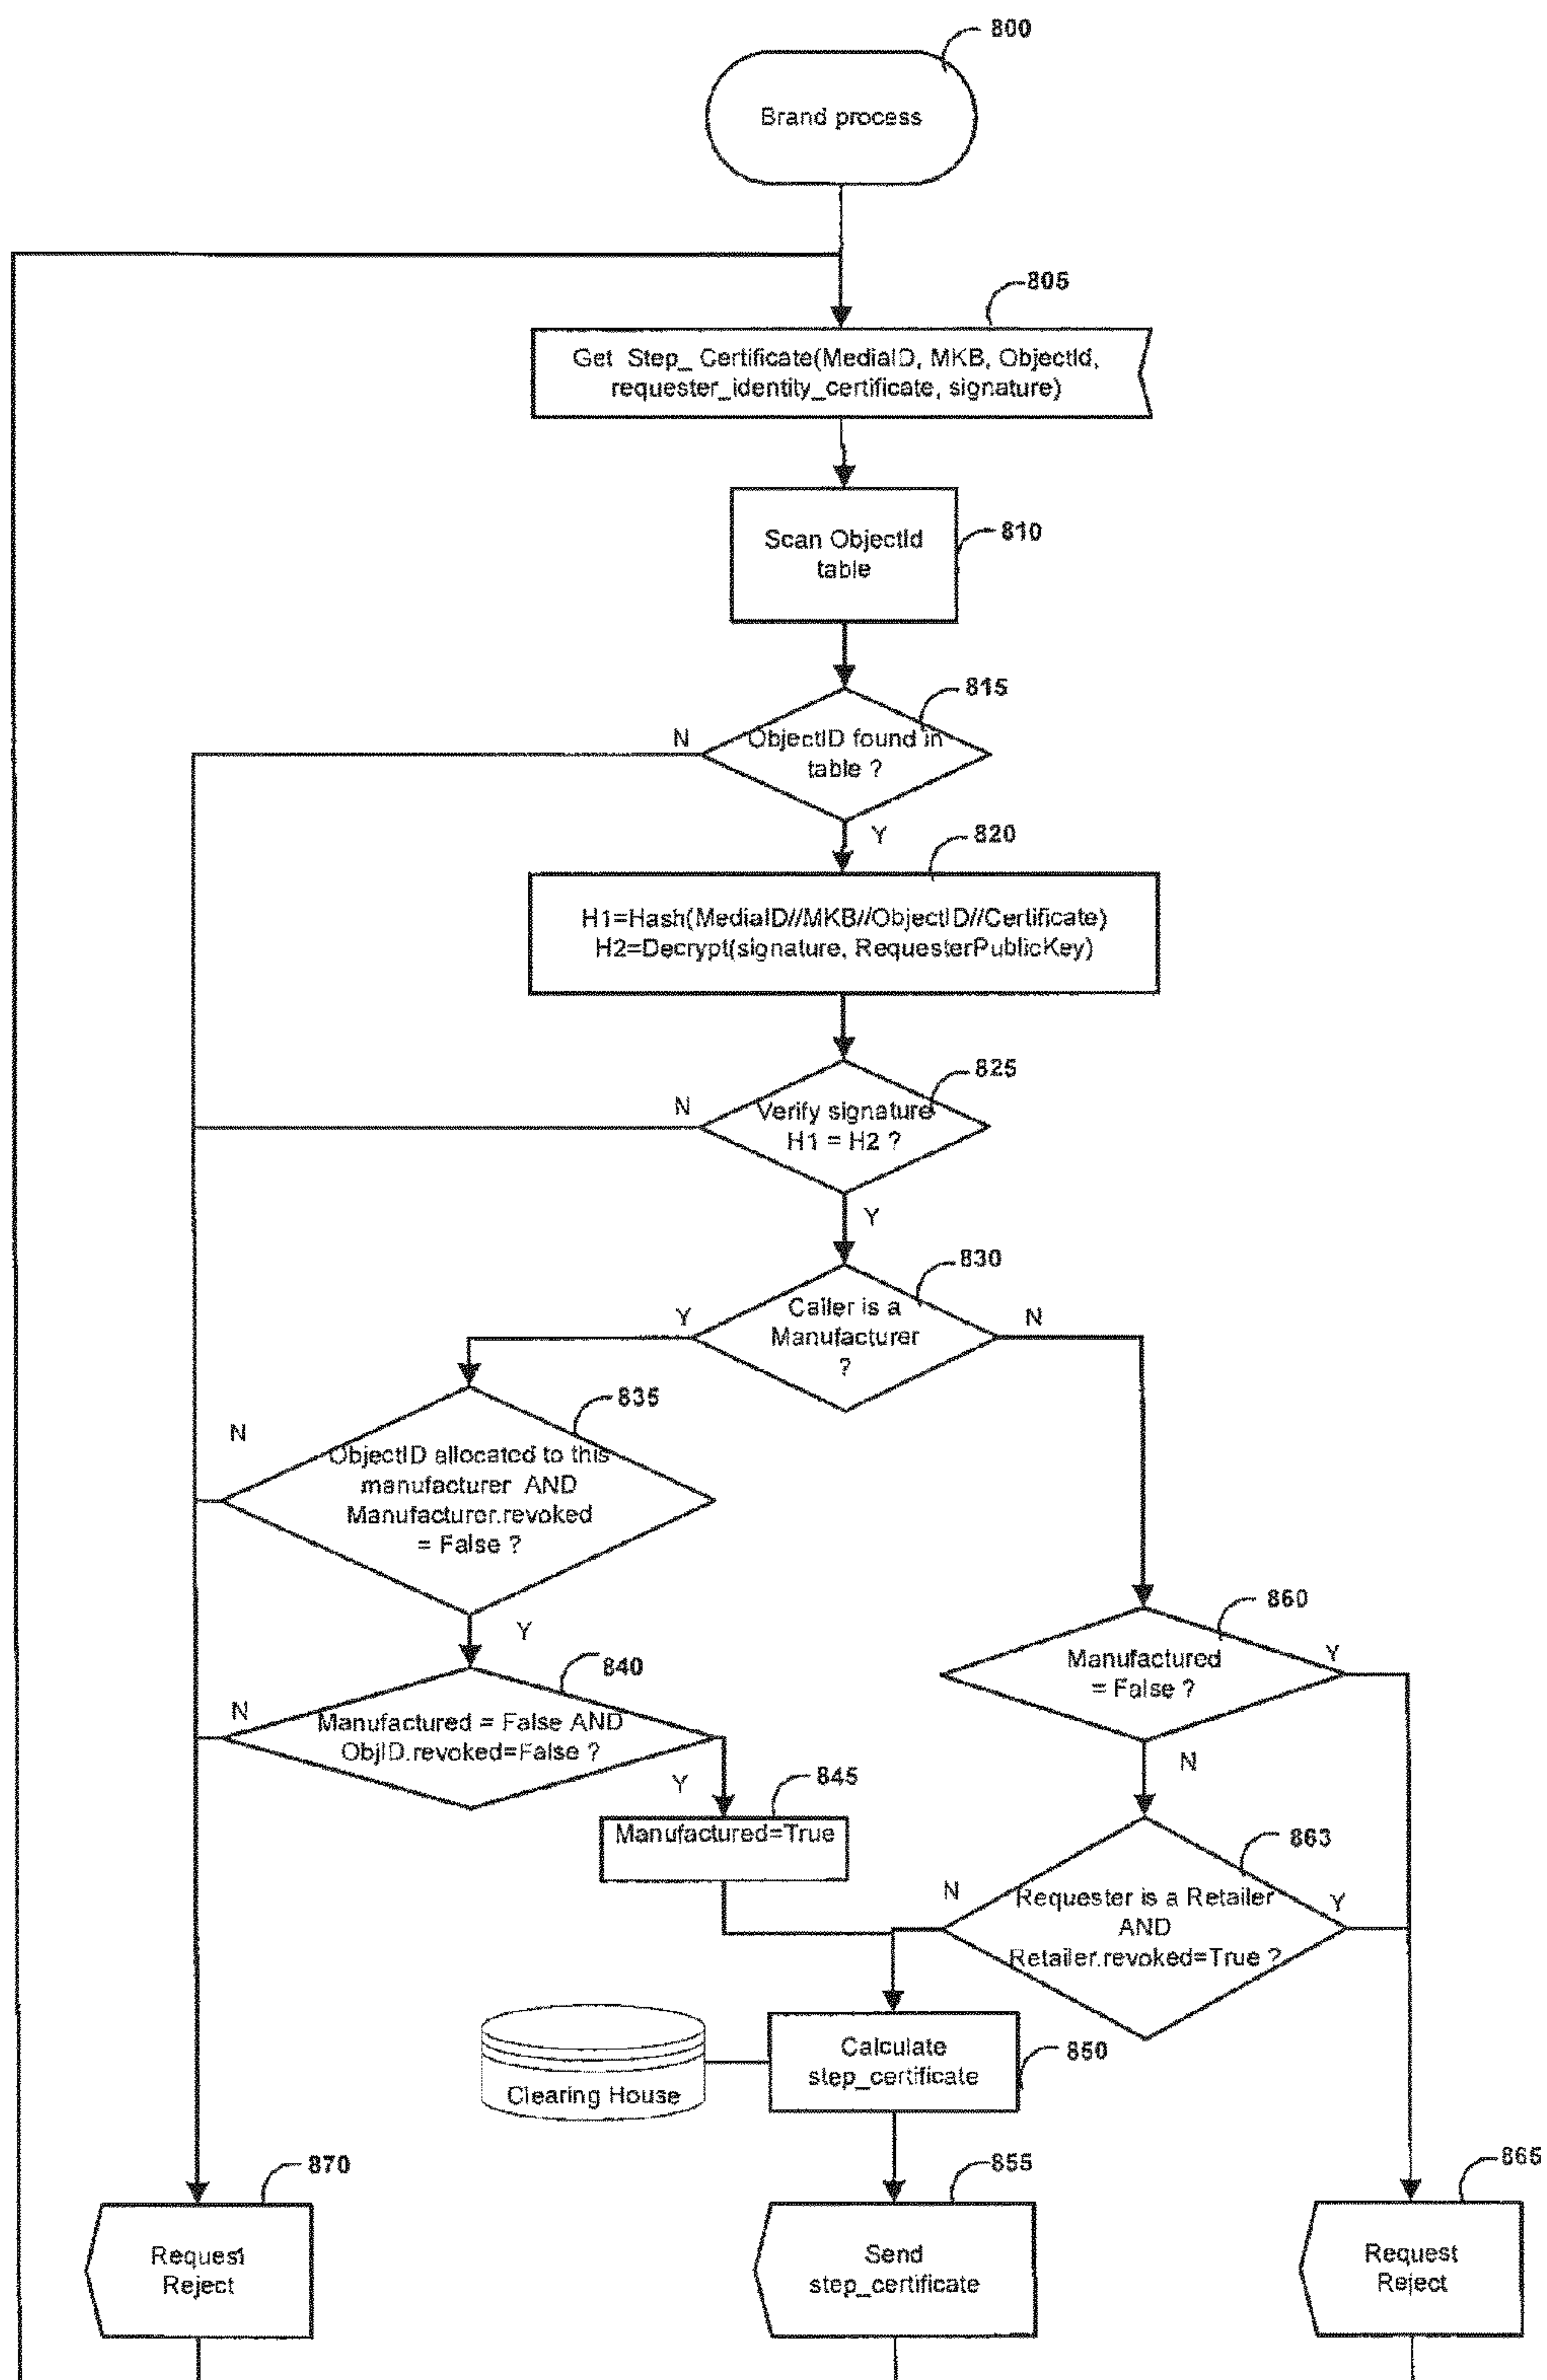 800
Brand process
805
Get_Step_ Certificate(MediaID, MKB, ObjectId,
requester_identity_certificate, signature)
Scan ObjectId
table
810
815
N
ObjectID found in
table ?
Y
820
H1=Hash(MediaID//MKB//ObjectID//Certificate)
H2=Decrypt(signature, RequesterPublicKey)
825
N
Verify signature
H1 = H2 ?
Y
830
Y
Caller is a
Manufacturer
?
N
835
N
ObjectID allocated to this
manufacturer AND
Manufacturer.revoked
= False ?
Y
860
Manufactured
= False ?
Y
840
N
Manufactured = False AND
ObjID.revoked=False ?
Y
N
845
Manufactured=True
863
N
Requester is a Retailer
AND
Retailer.revoked=True ?
Y
Clearing House
Calculate
step_certificate
850
870
Request
Reject
855
Send
step_certificate
865
Request
Reject